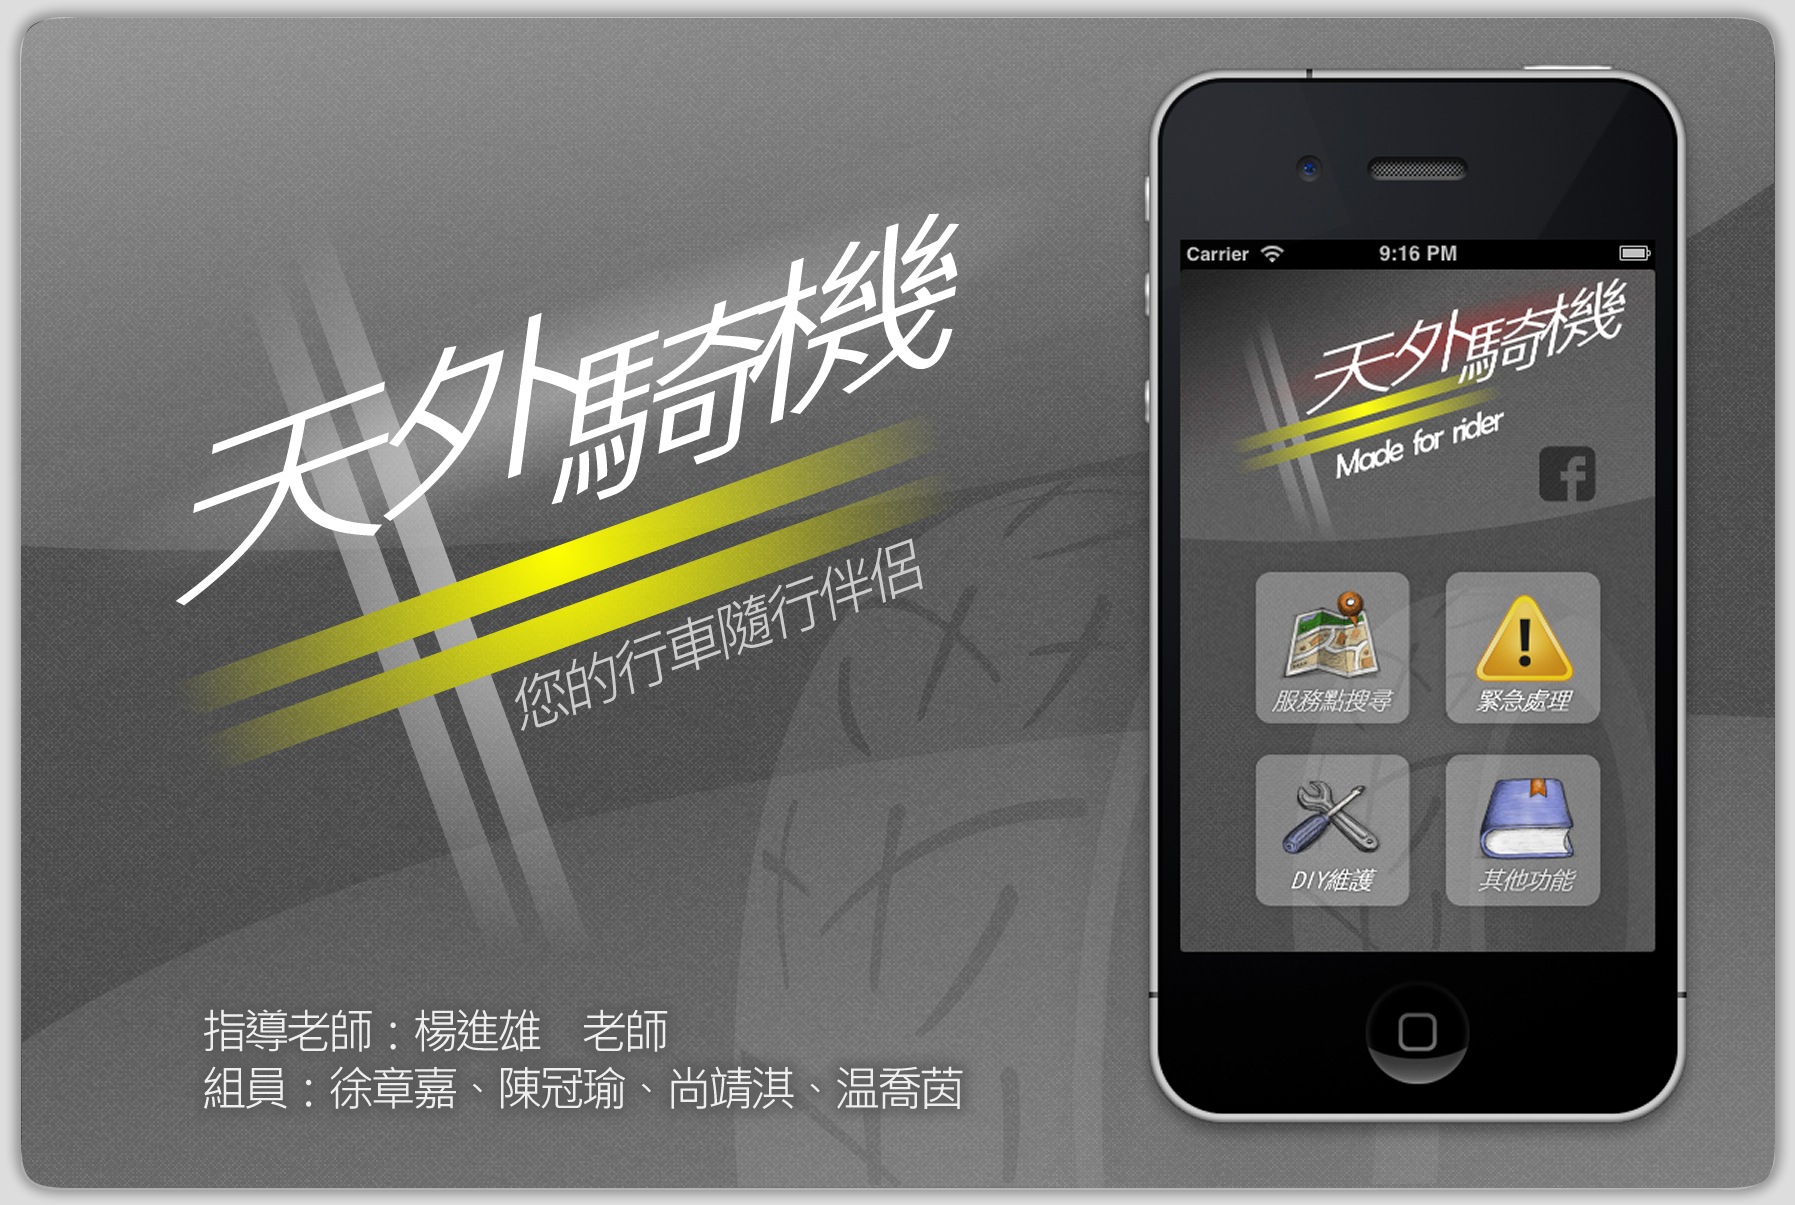 天外騎機
您的行車隨行伴侶
指導老師：楊進雄　老師
組員：徐章嘉、陳冠瑜、尚靖淇、温喬茵
Carrier 9:16 PM
天外騎機
Made for rider
f
服務點搜尋 緊急處理
DIY維護 其他功能